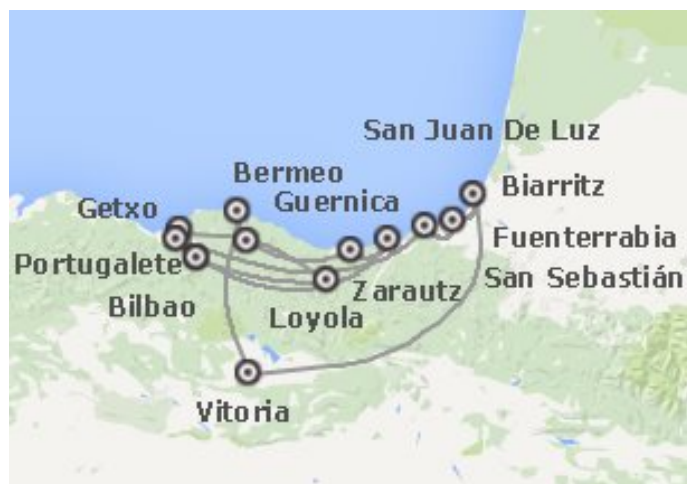 San Juan De Luz
Bermeo
Biarritz
Getxo
Guernica
Fuenterrabia
Portugalete
San Sebastián
Zarautz
Bilbao
Loyola
Vitoria